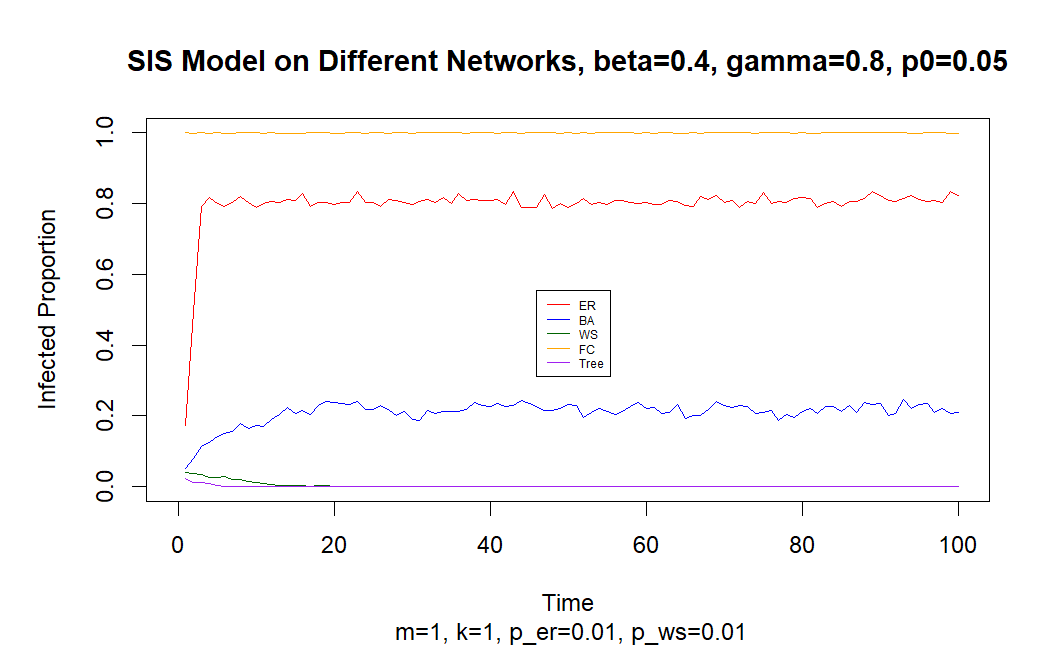 SIS Model on Different Networks, beta=0.4, gamma=0.8, p0=0.05
Infected Proportion
1.0
0.8
0.6
0.4
0.2
0.0
ER
BA
WS
FC
Tree
0 20 40 60 80 100
Time
m=1, k=1, p_er=0.01, p_ws=0.01